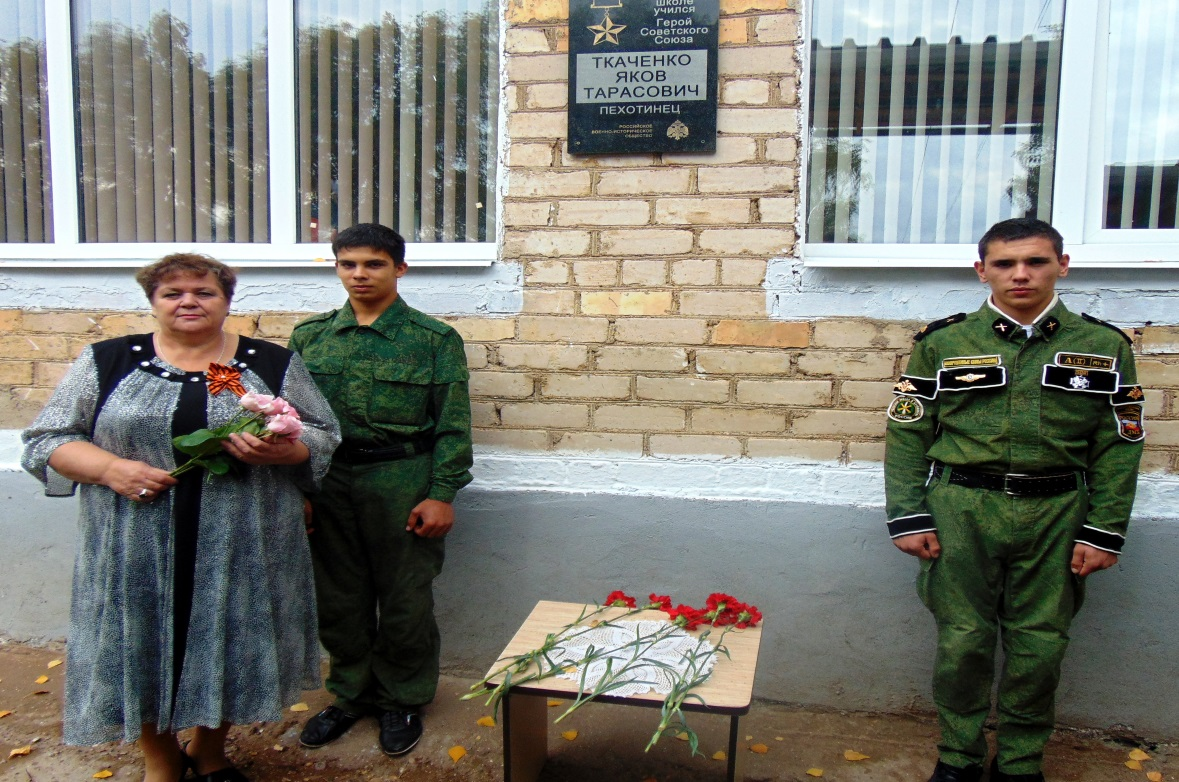 школе
учился
Герой
Советского
Союза
ТКАЧЕНКО
ЯКОВ
ТАРАСОВИЧ
ПЕХОТИНЕЦ
РОССИЙСКОЕ
ВОЕННО-ИСТОРИЧЕСКОЕ
ОБЩЕСТВО